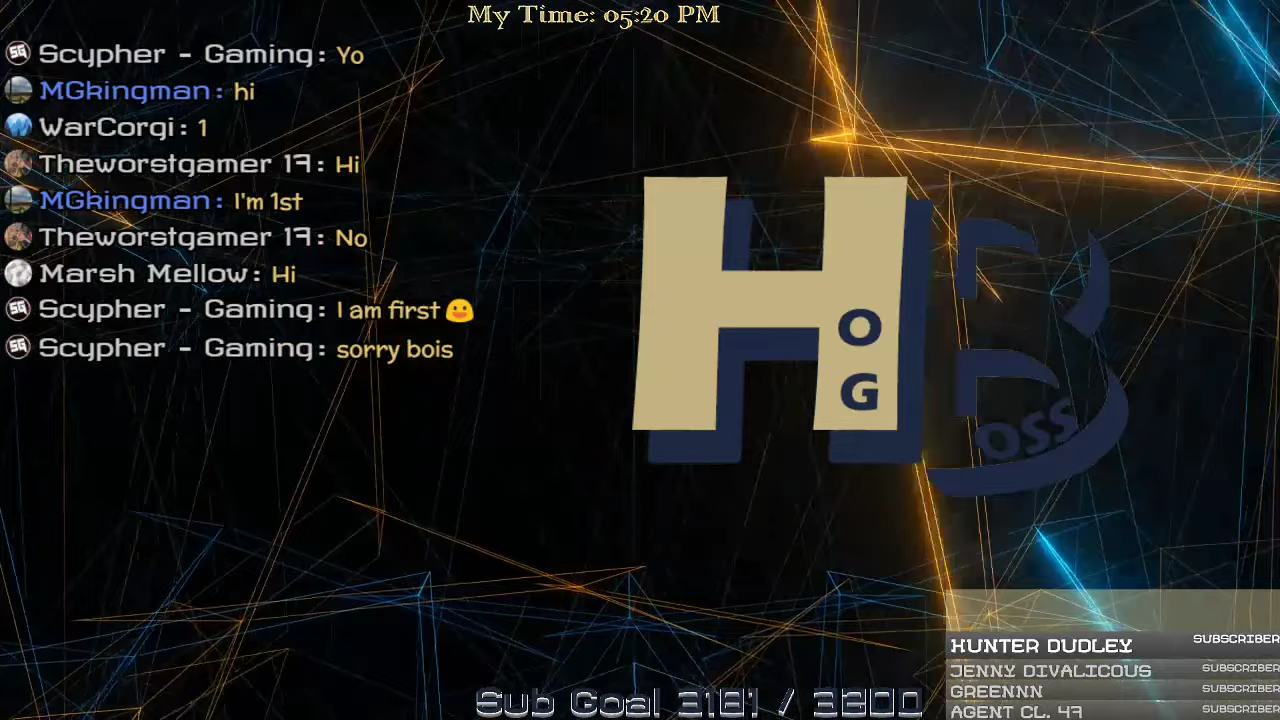 My Time: 05:20 PM
Scypher - Gaming: Yo
MGkingman: hi
WarCorgi: 1
Theworstgamer 17: Hi
MGkingman: I'm 1st
Theworstgamer 17: No
Marsh Mellow: Hi
Scypher - Gaming: I am first 😃
Scypher - Gaming: sorry bois
H
O
G
B
OSS
HUNTER DUDLEY SUBSCRIBER
JENNY DIVALICOUS SUBSCRIBER
GREENNN SUBSCRIBER
AGENT CL. 47 SUBSCRIBER
Sub Goal 3161 / 3200